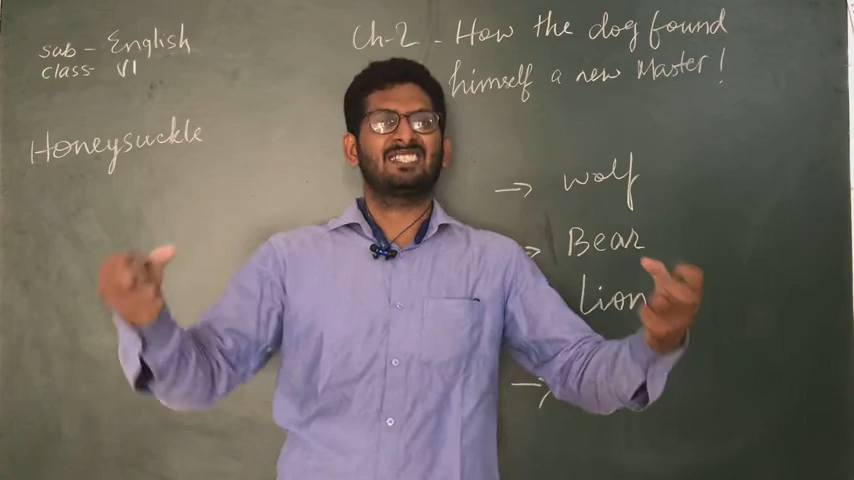 sub - English
class - VI
Ch-2 - How the dog found
himself a new Master!
Honeysuckle
→ wolf
→ Bear
Lion
→